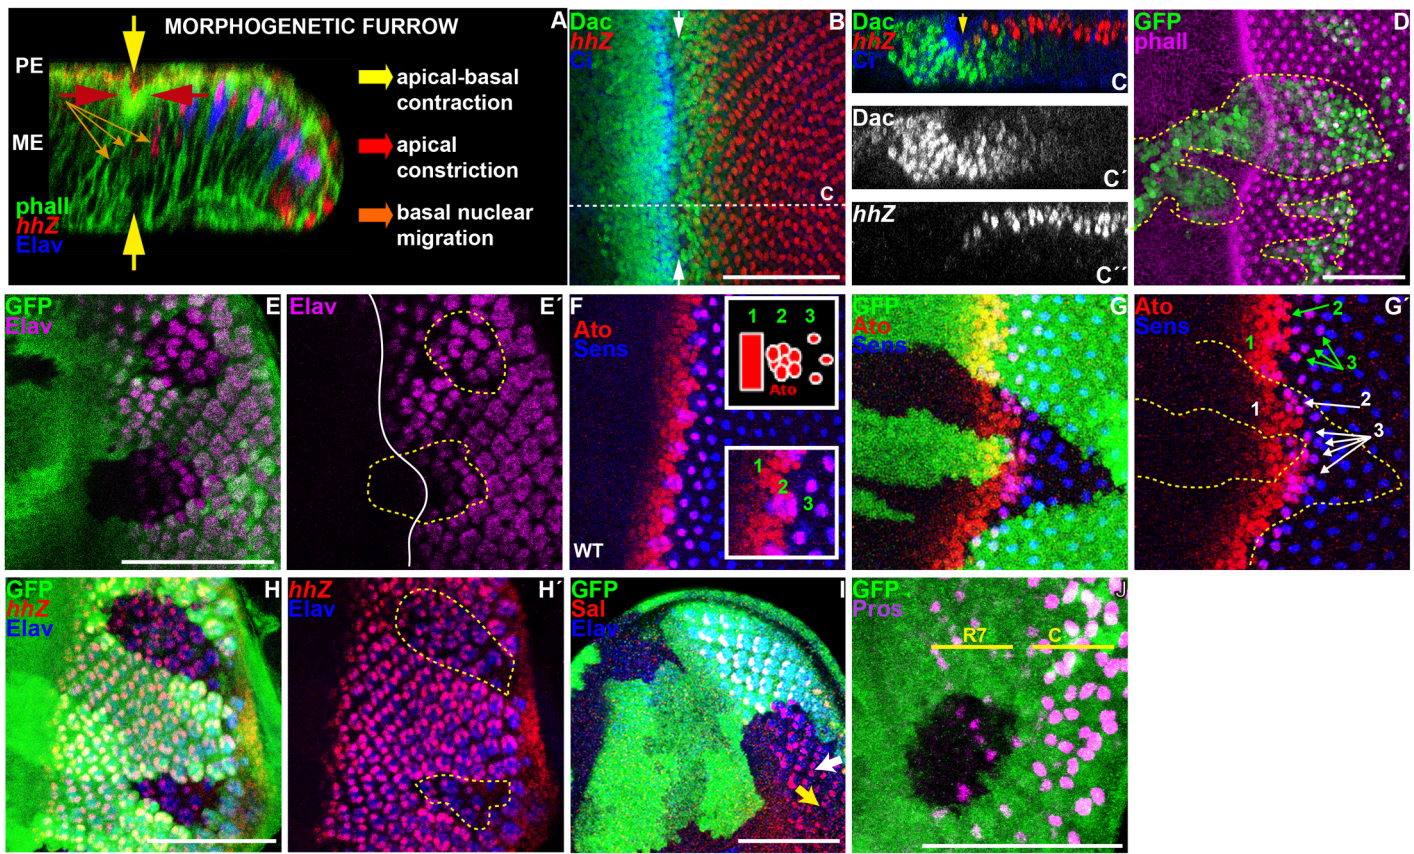 MORPHOGENETIC FURROW
A
PE
ME
phall
hhZ
Elav
apical-basal
contraction
apical
constriction
basal nuclear
migration
Dac
hhZ
Ci
B
C
Dac
hhZ
Ci
C
Dac
C´
hhZ
C´´
GFP
phall
D
GFP
Elav
E
Elav
E´
F
Ato
Sens
WT
1 2 3
Ato
1
2
3
GFP
Ato
Sens
G
Ato
Sens
G´
1
2
3
1
2
3
GFP
hhZ
Elav
H
hhZ
Elav
H´
GFP
Sal
Elav
I
GFP
Pros
J
R7
C